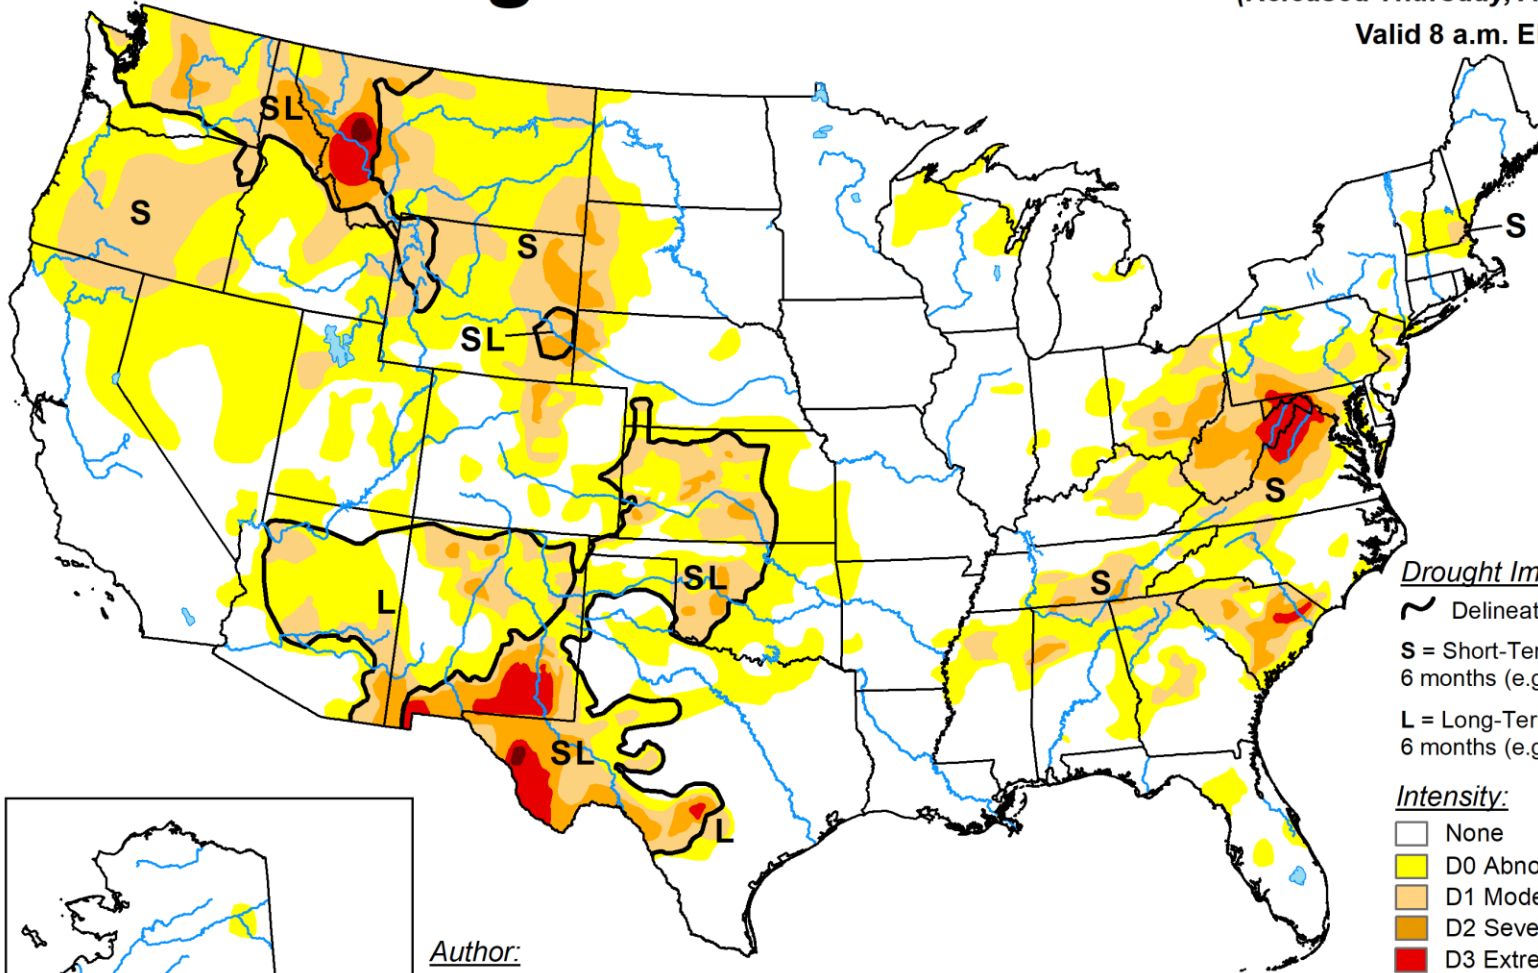 Valid 8 a.m.
SL
S
S
S
SL
S
L
SL
S
SL
L
Drought
Delineat
S = Short-Ter
6 months (e.g
L = Long-Ter
6 months (e.g
Intensity:
None
D0 Abno
D1 Mode
D2 Seve
D3 Extre
Author: